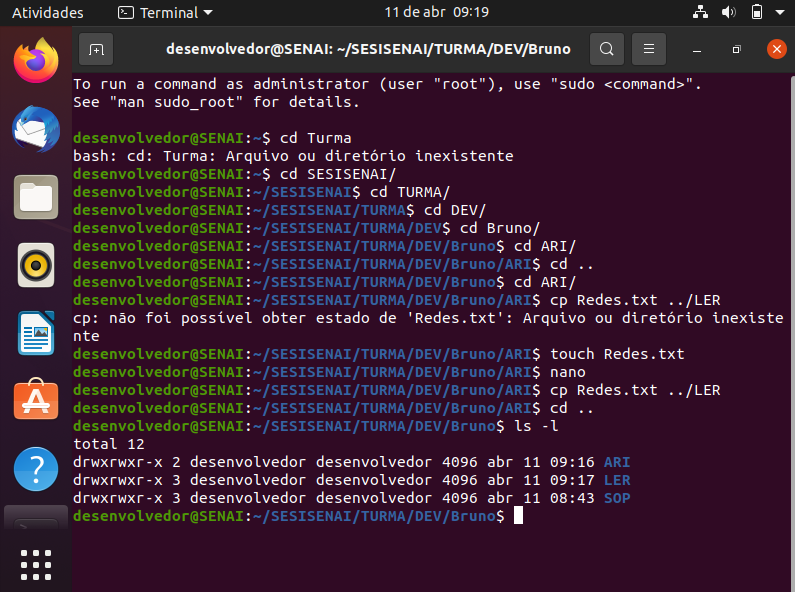 Atividades
Terminal
11 de abr 09:19
desenvolvedor@SENAI: ~/SESISENAI/TURMA/DEV/Bruno
To run a command as administrator (user "root"), use "sudo <command>".
See "man sudo_root" for details.
desenvolvedor@SENAI:~$ cd Turma
bash: cd: Turma: Arquivo ou diretório inexistente
desenvolvedor@SENAI:~$ cd SESISENAI/
desenvolvedor@SENAI:~/SESISENAI$ cd TURMA/
desenvolvedor@SENAI:~/SESISENAI/TURMA$ cd DEV/
desenvolvedor@SENAI:~/SESISENAI/TURMA/DEV$ cd Bruno/
desenvolvedor@SENAI:~/SESISENAI/TURMA/DEV/Bruno$ cd ARI/
desenvolvedor@SENAI:~/SESISENAI/TURMA/DEV/Bruno/ARI$ cd ..
desenvolvedor@SENAI:~/SESISENAI/TURMA/DEV/Bruno$ cd ARI/
desenvolvedor@SENAI:~/SESISENAI/TURMA/DEV/Bruno/ARI$ cp Redes.txt ../LER
cp: não foi possível obter estado de 'Redes.txt': Arquivo ou diretório inexiste
nte
desenvolvedor@SENAI:~/SESISENAI/TURMA/DEV/Bruno/ARI$ touch Redes.txt
desenvolvedor@SENAI:~/SESISENAI/TURMA/DEV/Bruno/ARI$ nano
desenvolvedor@SENAI:~/SESISENAI/TURMA/DEV/Bruno/ARI$ cp Redes.txt ../LER
desenvolvedor@SENAI:~/SESISENAI/TURMA/DEV/Bruno/ARI$ cd ..
desenvolvedor@SENAI:~/SESISENAI/TURMA/DEV/Bruno$ ls -l
total 12
drwxrwxr-x 2 desenvolvedor desenvolvedor 4096 abr 11 09:16 ARI
drwxrwxr-x 3 desenvolvedor desenvolvedor 4096 abr 11 09:17 LER
drwxrwxr-x 3 desenvolvedor desenvolvedor 4096 abr 11 08:43 SOP
desenvolvedor@SENAI:~/SESISENAI/TURMA/DEV/Bruno$